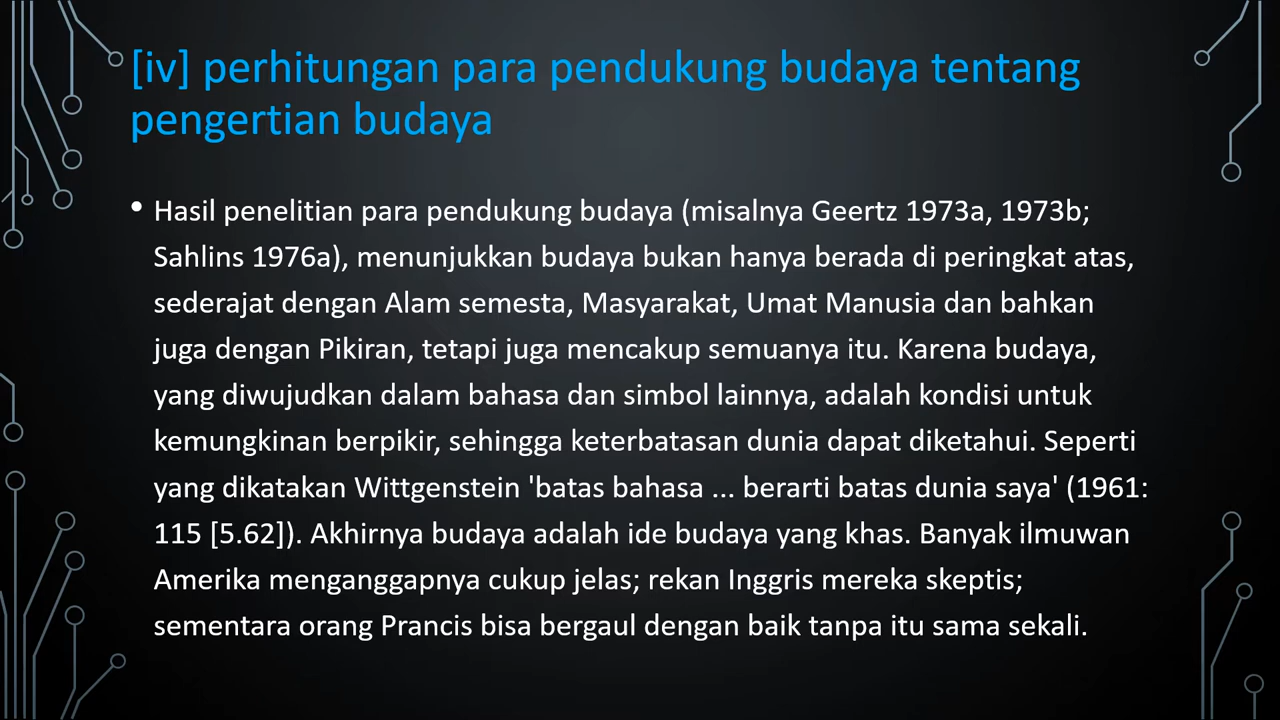 [iv] perhitungan para pendukung budaya tentang
pengertian budaya
• Hasil penelitian para pendukung budaya (misalnya Geertz 1973a, 1973b;
Sahlins 1976a), menunjukkan budaya bukan hanya berada di peringkat atas,
sederajat dengan Alam semesta, Masyarakat, Umat Manusia dan bahkan
juga dengan Pikiran, tetapi juga mencakup semuanya itu. Karena budaya,
yang diwujudkan dalam bahasa dan simbol lainnya, adalah kondisi untuk
kemungkinan berpikir, sehingga keterbatasan dunia dapat diketahui. Seperti
yang dikatakan Wittgenstein 'batas bahasa ... berarti batas dunia saya' (1961:
115 [5.62]). Akhirnya budaya adalah ide budaya yang khas. Banyak ilmuwan
Amerika menganggapnya cukup jelas; rekan Inggris mereka skeptis;
sementara orang Prancis bisa bergaul dengan baik tanpa itu sama sekali.